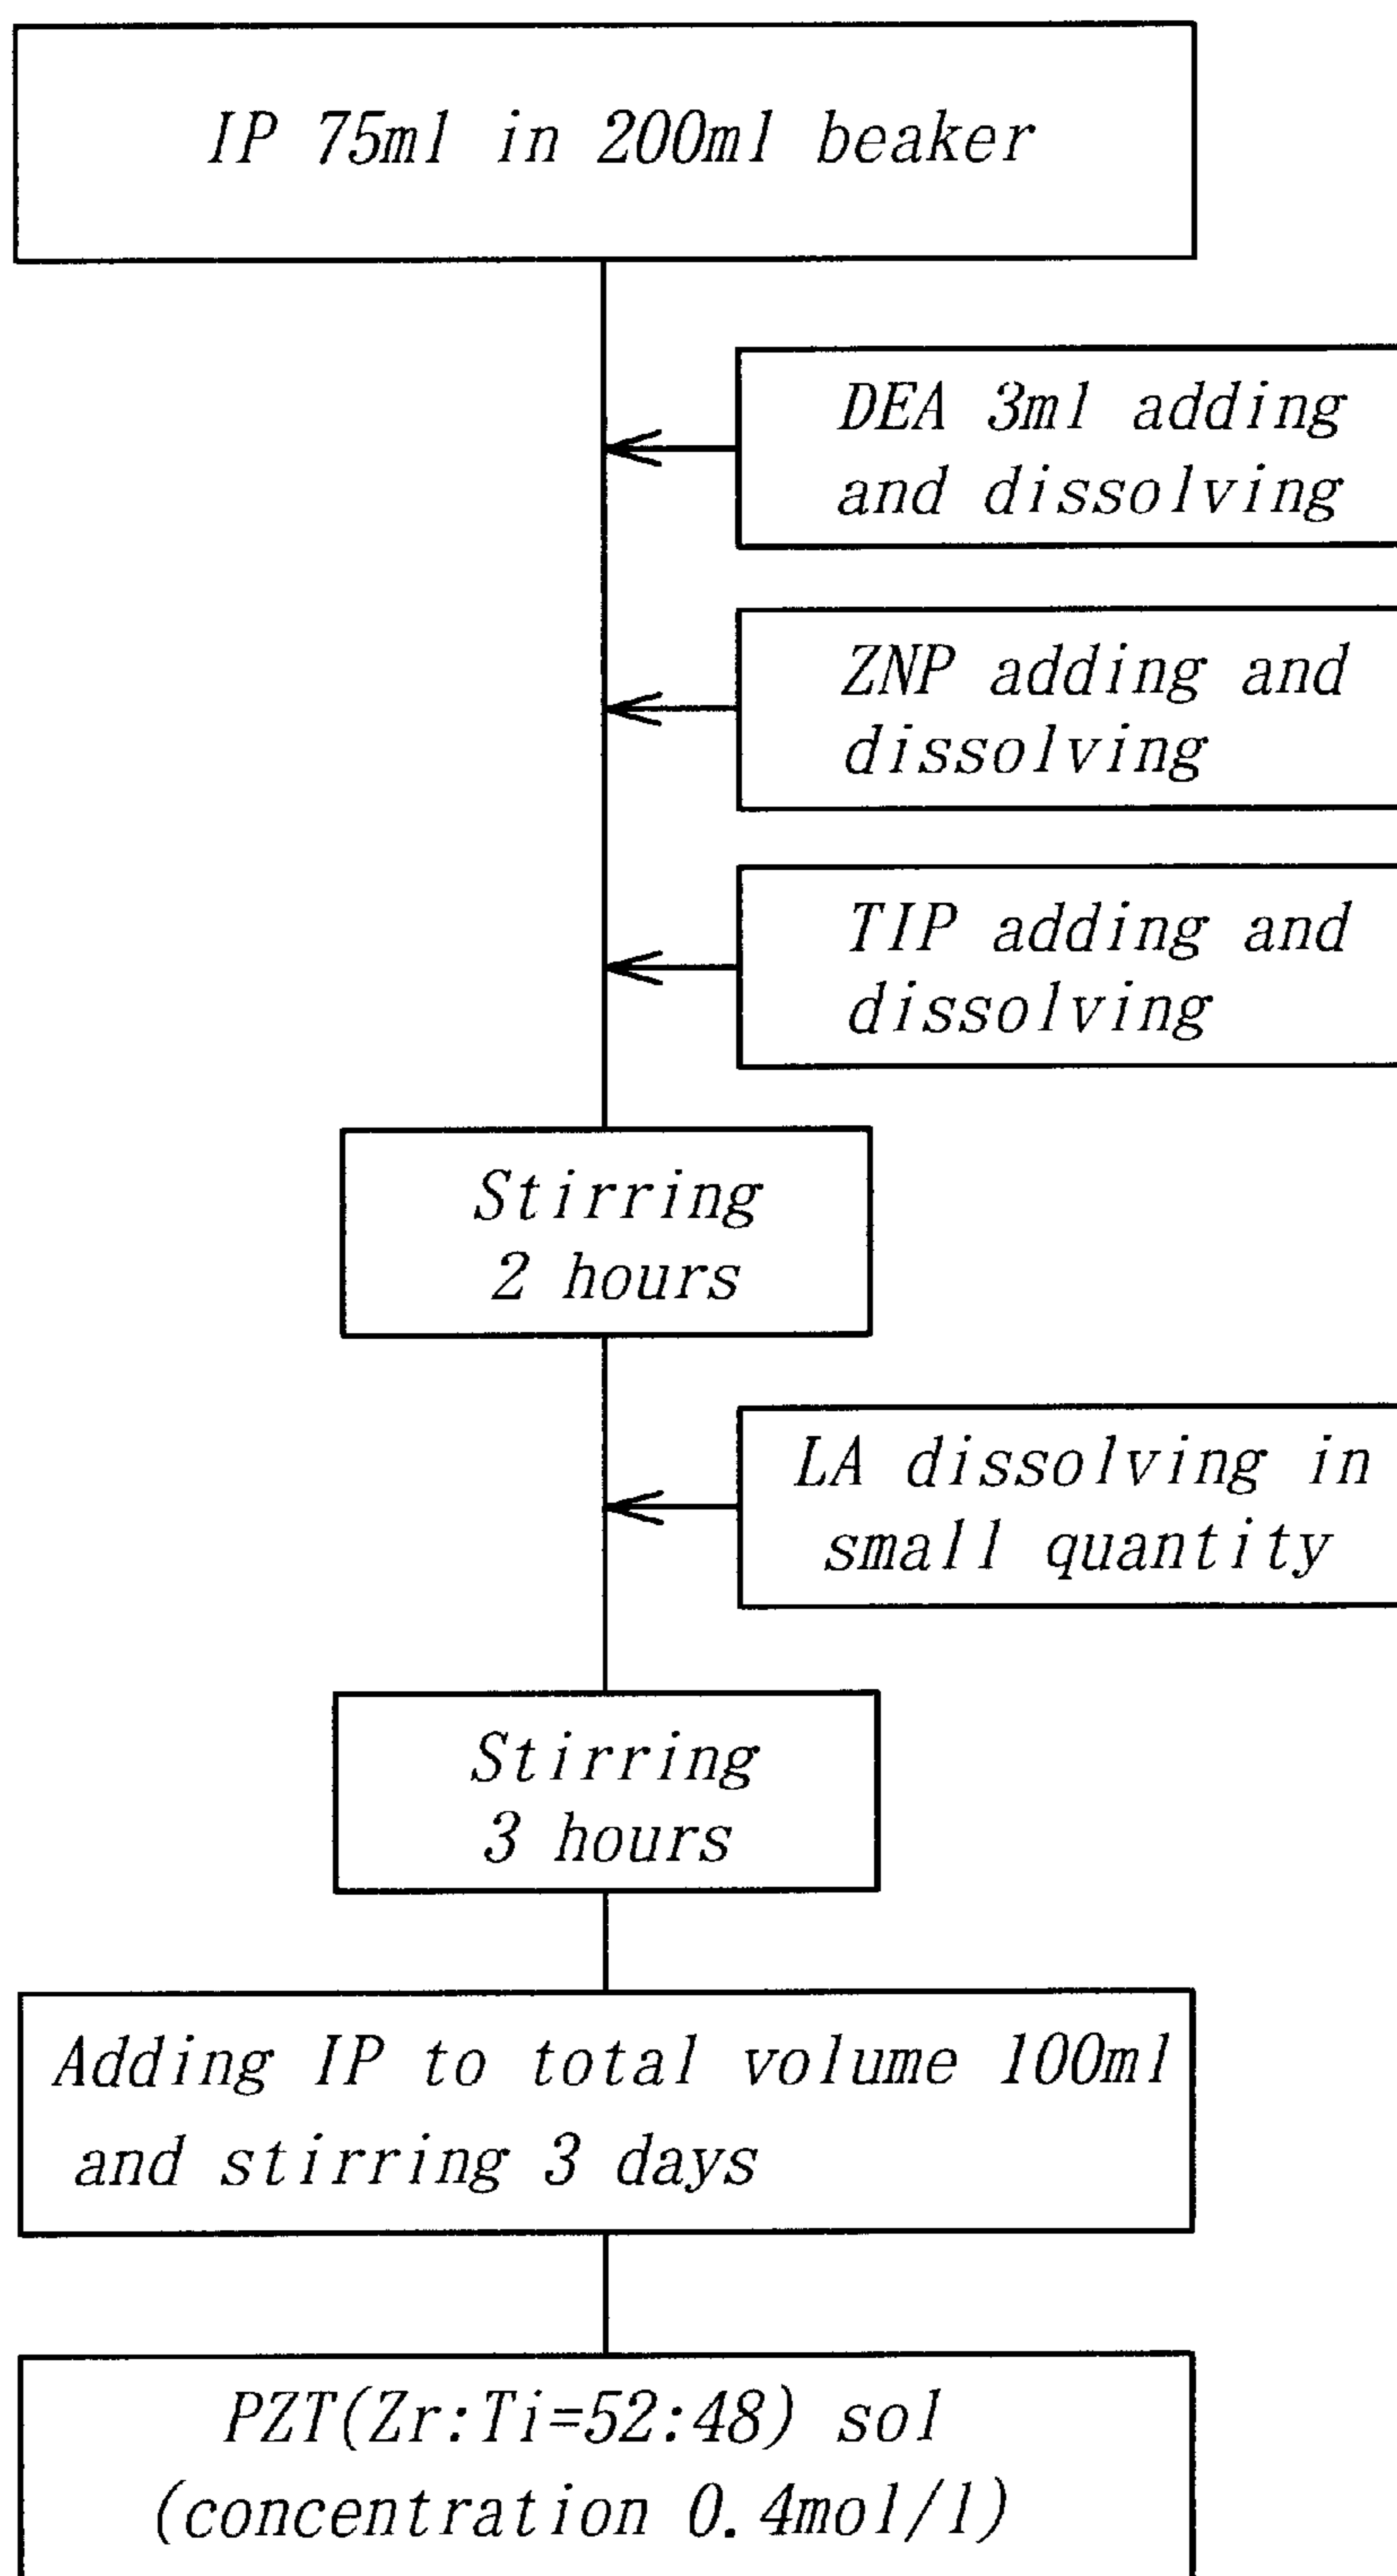 IP 75ml in 200ml beaker
DEA 3ml adding
and dissolving
ZNP adding and
dissolving
TIP adding and
dissolving
Stirring
2 hours
LA dissolving in
small quantity
Stirring
3 hours
Adding IP to total volume 100ml
and stirring 3 days
PZT(Zr:Ti=52:48) sol
(concentration 0.4mol/l)